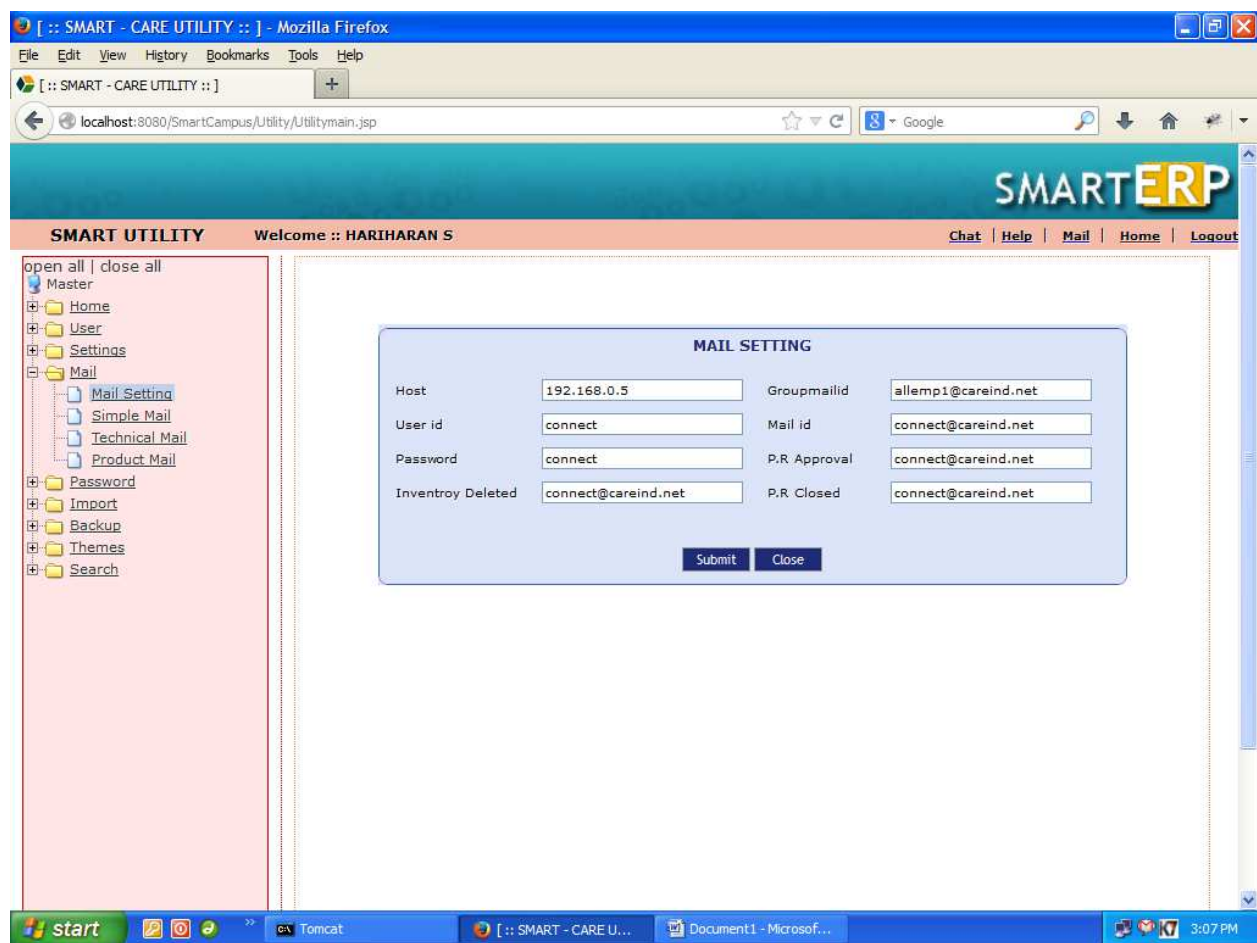 [ :: SMART - CARE UTILITY :: ] - Mozilla Firefox
File Edit View History Bookmarks Tools Help
[ :: SMART - CARE UTILITY :: ] +
localhost:8080/SmartCampus/Utility/Utilitymain.jsp 8 Google
SMARTERP
SMART UTILITY Welcome :: HARIHARAN S Chat | Help | Mail | Home | Logout
open all | close all
Master
Home
User
Settings
Mail
Mail Setting
Simple Mail
Technical Mail
Product Mail
Password
Import
Backup
Themes
Search
MAIL SETTING
Host 192.168.0.5 Groupmailid allemp1@careind.net
User id connect Mail id connect@careind.net
Password connect P.R Approval connect@careind.net
Inventroy Deleted connect@careind.net P.R Closed connect@careind.net
Submit Close
start Tomcat [ :: SMART - CARE U... Document1 - Microsof... 3:07 PM